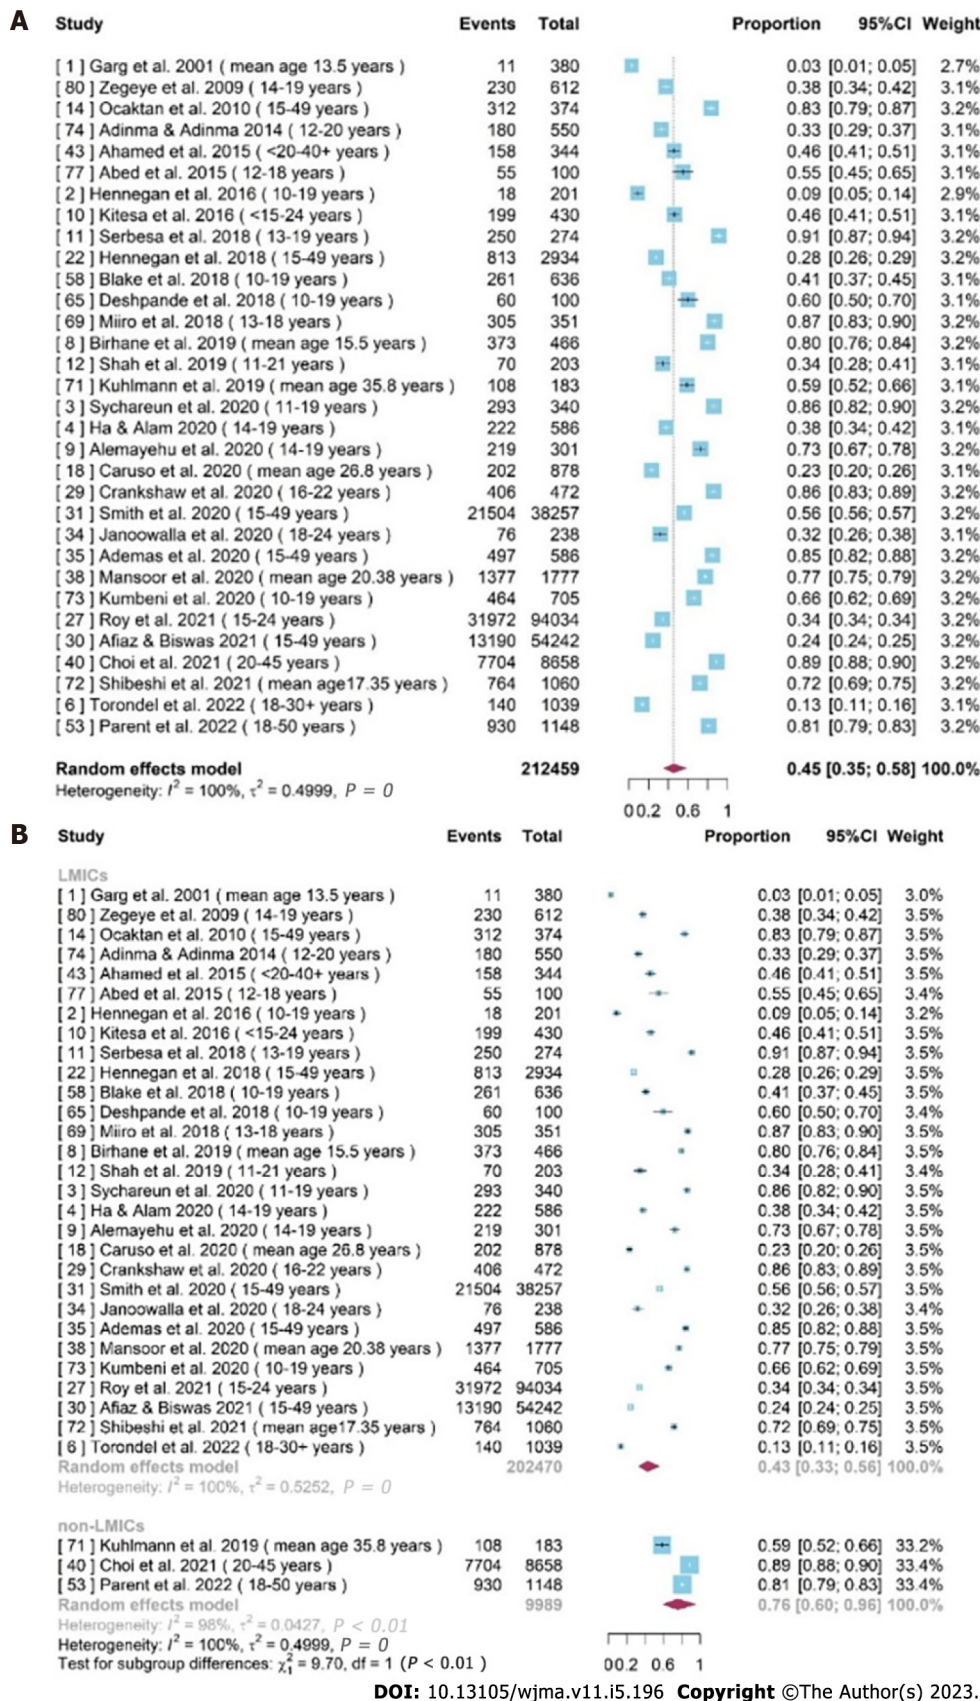 A
Study Events Total Proportion 95%CI Weight
[ 1 ] Garg et al. 2001 ( mean age 13.5 years ) 11 380 0.03 [0.01; 0.05] 2.7%
[ 80 ] Zegeye et al. 2009 ( 14-19 years ) 230 612 0.38 [0.34; 0.42] 3.1%
[ 14 ] Ocaktan et al. 2010 ( 15-49 years ) 312 374 0.83 [0.79; 0.87] 3.2%
[ 74 ] Adinma & Adinma 2014 ( 12-20 years ) 180 550 0.33 [0.29; 0.37] 3.1%
[ 43 ] Ahamed et al. 2015 ( <20-40+ years ) 158 344 0.46 [0.41; 0.51] 3.1%
[ 77 ] Abed et al. 2015 ( 12-18 years ) 55 100 0.55 [0.45; 0.65] 3.1%
[ 2 ] Hennegan et al. 2016 ( 10-19 years ) 18 201 0.09 [0.05; 0.14] 2.9%
[ 10 ] Kitesa et al. 2016 ( <15-24 years ) 199 430 0.46 [0.41; 0.51] 3.1%
[ 11 ] Serbesa et al. 2018 ( 13-19 years ) 250 274 0.91 [0.87; 0.94] 3.2%
[ 22 ] Hennegan et al. 2018 ( 15-49 years ) 813 2934 0.28 [0.26; 0.29] 3.2%
[ 58 ] Blake et al. 2018 ( 10-19 years ) 261 636 0.41 [0.37; 0.45] 3.1%
[ 65 ] Deshpande et al. 2018 ( 10-19 years ) 60 100 0.60 [0.50; 0.70] 3.1%
[ 69 ] Miiro et al. 2018 ( 13-18 years ) 305 351 0.87 [0.83; 0.90] 3.2%
[ 8 ] Birhane et al. 2019 ( mean age 15.5 years ) 373 466 0.80 [0.76; 0.84] 3.2%
[ 12 ] Shah et al. 2019 ( 11-21 years ) 70 203 0.34 [0.28; 0.41] 3.1%
[ 71 ] Kuhlmann et al. 2019 ( mean age 35.8 years ) 108 183 0.59 [0.52; 0.66] 3.1%
[ 3 ] Sychareun et al. 2020 ( 11-19 years ) 293 340 0.86 [0.82; 0.90] 3.2%
[ 4 ] Ha & Alam 2020 ( 14-19 years ) 222 586 0.38 [0.34; 0.42] 3.1%
[ 9 ] Alemayehu et al. 2020 ( 14-19 years ) 219 301 0.73 [0.67; 0.78] 3.2%
[ 18 ] Caruso et al. 2020 ( mean age 26.8 years ) 202 878 0.23 [0.20; 0.26] 3.1%
[ 29 ] Crankshaw et al. 2020 ( 16-22 years ) 406 472 0.86 [0.83; 0.89] 3.2%
[ 31 ] Smith et al. 2020 ( 15-49 years ) 21504 38257 0.56 [0.56; 0.57] 3.2%
[ 34 ] Janoowalla et al. 2020 ( 18-24 years ) 76 238 0.32 [0.26; 0.38] 3.1%
[ 35 ] Ademas et al. 2020 ( 15-49 years ) 497 586 0.85 [0.82; 0.88] 3.2%
[ 38 ] Mansoor et al. 2020 ( mean age 20.38 years ) 1377 1777 0.77 [0.75; 0.79] 3.2%
[ 73 ] Kumbeni et al. 2020 ( 10-19 years ) 464 705 0.66 [0.62; 0.69] 3.2%
[ 27 ] Roy et al. 2021 ( 15-24 years ) 31972 94034 0.34 [0.34; 0.34] 3.2%
[ 30 ] Afiaz & Biswas 2021 ( 15-49 years ) 13190 54242 0.24 [0.24; 0.25] 3.2%
[ 40 ] Choi et al. 2021 ( 20-45 years ) 7704 8658 0.89 [0.88; 0.90] 3.2%
[ 72 ] Shibeshi et al. 2021 ( mean age17.35 years ) 764 1060 0.72 [0.69; 0.75] 3.2%
[ 6 ] Torondel et al. 2022 ( 18-30+ years ) 140 1039 0.13 [0.11; 0.16] 3.1%
[ 53 ] Parent et al. 2022 ( 18-50 years ) 930 1148 0.81 [0.79; 0.83] 3.2%
Random effects model 212459 0.45 [0.35; 0.58] 100.0%
Heterogeneity: I² = 100%, τ² = 0.4999, P = 0
0 0.2 0.6 1
B
Study Events Total Proportion 95%CI Weight
LMICs
[ 1 ] Garg et al. 2001 ( mean age 13.5 years ) 11 380 0.03 [0.01; 0.05] 3.0%
[ 80 ] Zegeye et al. 2009 ( 14-19 years ) 230 612 0.38 [0.34; 0.42] 3.5%
[ 14 ] Ocaktan et al. 2010 ( 15-49 years ) 312 374 0.83 [0.79; 0.87] 3.5%
[ 74 ] Adinma & Adinma 2014 ( 12-20 years ) 180 550 0.33 [0.29; 0.37] 3.5%
[ 43 ] Ahamed et al. 2015 ( <20-40+ years ) 158 344 0.46 [0.41; 0.51] 3.5%
[ 77 ] Abed et al. 2015 ( 12-18 years ) 55 100 0.55 [0.45; 0.65] 3.4%
[ 2 ] Hennegan et al. 2016 ( 10-19 years ) 18 201 0.09 [0.05; 0.14] 3.2%
[ 10 ] Kitesa et al. 2016 ( <15-24 years ) 199 430 0.46 [0.41; 0.51] 3.5%
[ 11 ] Serbesa et al. 2018 ( 13-19 years ) 250 274 0.91 [0.87; 0.94] 3.5%
[ 22 ] Hennegan et al. 2018 ( 15-49 years ) 813 2934 0.28 [0.26; 0.29] 3.5%
[ 58 ] Blake et al. 2018 ( 10-19 years ) 261 636 0.41 [0.37; 0.45] 3.5%
[ 65 ] Deshpande et al. 2018 ( 10-19 years ) 60 100 0.60 [0.50; 0.70] 3.4%
[ 69 ] Miiro et al. 2018 ( 13-18 years ) 305 351 0.87 [0.83; 0.90] 3.5%
[ 8 ] Birhane et al. 2019 ( mean age 15.5 years ) 373 466 0.80 [0.76; 0.84] 3.5%
[ 12 ] Shah et al. 2019 ( 11-21 years ) 70 203 0.34 [0.28; 0.41] 3.4%
[ 3 ] Sychareun et al. 2020 ( 11-19 years ) 293 340 0.86 [0.82; 0.90] 3.5%
[ 4 ] Ha & Alam 2020 ( 14-19 years ) 222 586 0.38 [0.34; 0.42] 3.5%
[ 9 ] Alemayehu et al. 2020 ( 14-19 years ) 219 301 0.73 [0.67; 0.78] 3.5%
[ 18 ] Caruso et al. 2020 ( mean age 26.8 years ) 202 878 0.23 [0.20; 0.26] 3.5%
[ 29 ] Crankshaw et al. 2020 ( 16-22 years ) 406 472 0.86 [0.83; 0.89] 3.5%
[ 31 ] Smith et al. 2020 ( 15-49 years ) 21504 38257 0.56 [0.56; 0.57] 3.5%
[ 34 ] Janoowalla et al. 2020 ( 18-24 years ) 76 238 0.32 [0.26; 0.38] 3.4%
[ 35 ] Ademas et al. 2020 ( 15-49 years ) 497 586 0.85 [0.82; 0.88] 3.5%
[ 38 ] Mansoor et al. 2020 ( mean age 20.38 years ) 1377 1777 0.77 [0.75; 0.79] 3.5%
[ 73 ] Kumbeni et al. 2020 ( 10-19 years ) 464 705 0.66 [0.62; 0.69] 3.5%
[ 27 ] Roy et al. 2021 ( 15-24 years ) 31972 94034 0.34 [0.34; 0.34] 3.5%
[ 30 ] Afiaz & Biswas 2021 ( 15-49 years ) 13190 54242 0.24 [0.24; 0.25] 3.5%
[ 72 ] Shibeshi et al. 2021 ( mean age17.35 years ) 764 1060 0.72 [0.69; 0.75] 3.5%
[ 6 ] Torondel et al. 2022 ( 18-30+ years ) 140 1039 0.13 [0.11; 0.16] 3.5%
Random effects model 202470 0.43 [0.33; 0.56] 100.0%
Heterogeneity: I² = 100%, τ² = 0.5252, P = 0
non-LMICs
[ 71 ] Kuhlmann et al. 2019 ( mean age 35.8 years ) 108 183 0.59 [0.52; 0.66] 33.2%
[ 40 ] Choi et al. 2021 ( 20-45 years ) 7704 8658 0.89 [0.88; 0.90] 33.4%
[ 53 ] Parent et al. 2022 ( 18-50 years ) 930 1148 0.81 [0.79; 0.83] 33.4%
Random effects model 9989 0.76 [0.60; 0.96] 100.0%
Heterogeneity: I² = 98%, τ² = 0.0427, P < 0.01
Heterogeneity: I² = 100%, τ² = 0.4999, P = 0
Test for subgroup differences: χ₁² = 9.70, df = 1 (P < 0.01 )
0 0.2 0.6 1
DOI: 10.13105/wjma.v11.i5.196 Copyright ©The Author(s) 2023.